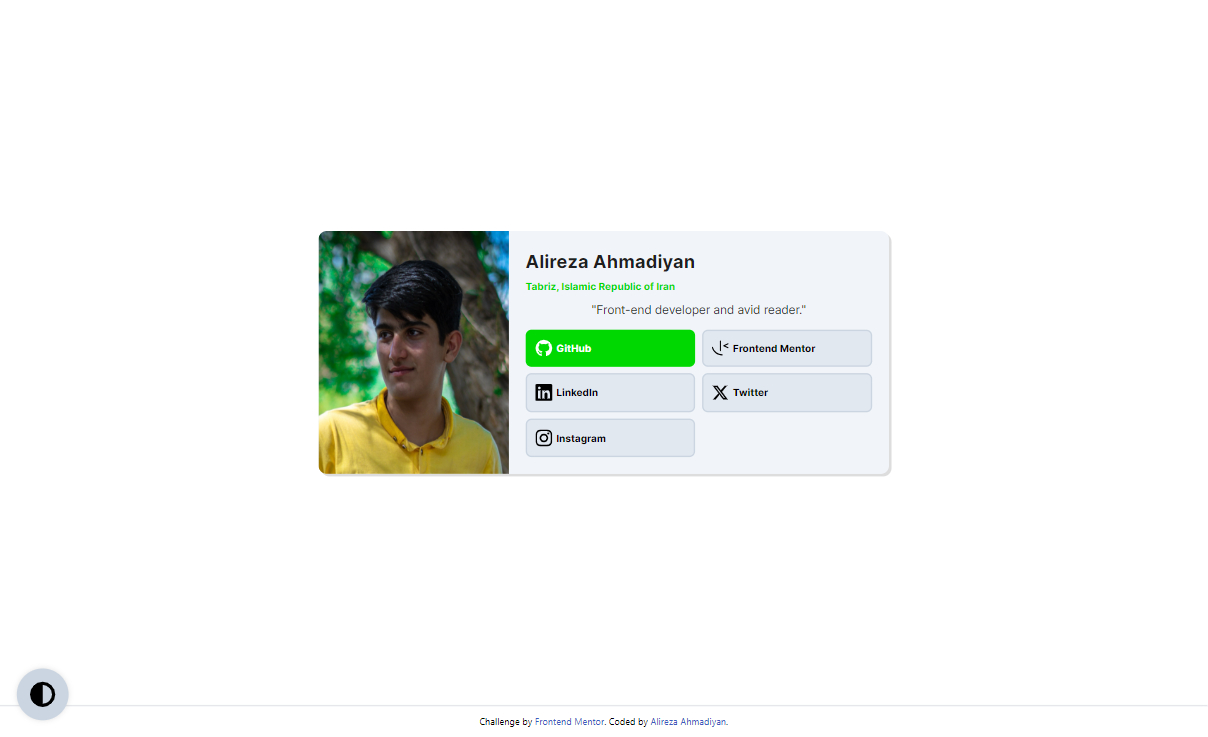 Alireza Ahmadiyan
Tabriz, Islamic Republic of Iran
"Front-end developer and avid reader."
GitHub
Frontend Mentor
LinkedIn
Twitter
Instagram
Challenge by Frontend Mentor. Coded by Alireza Ahmadiyan.